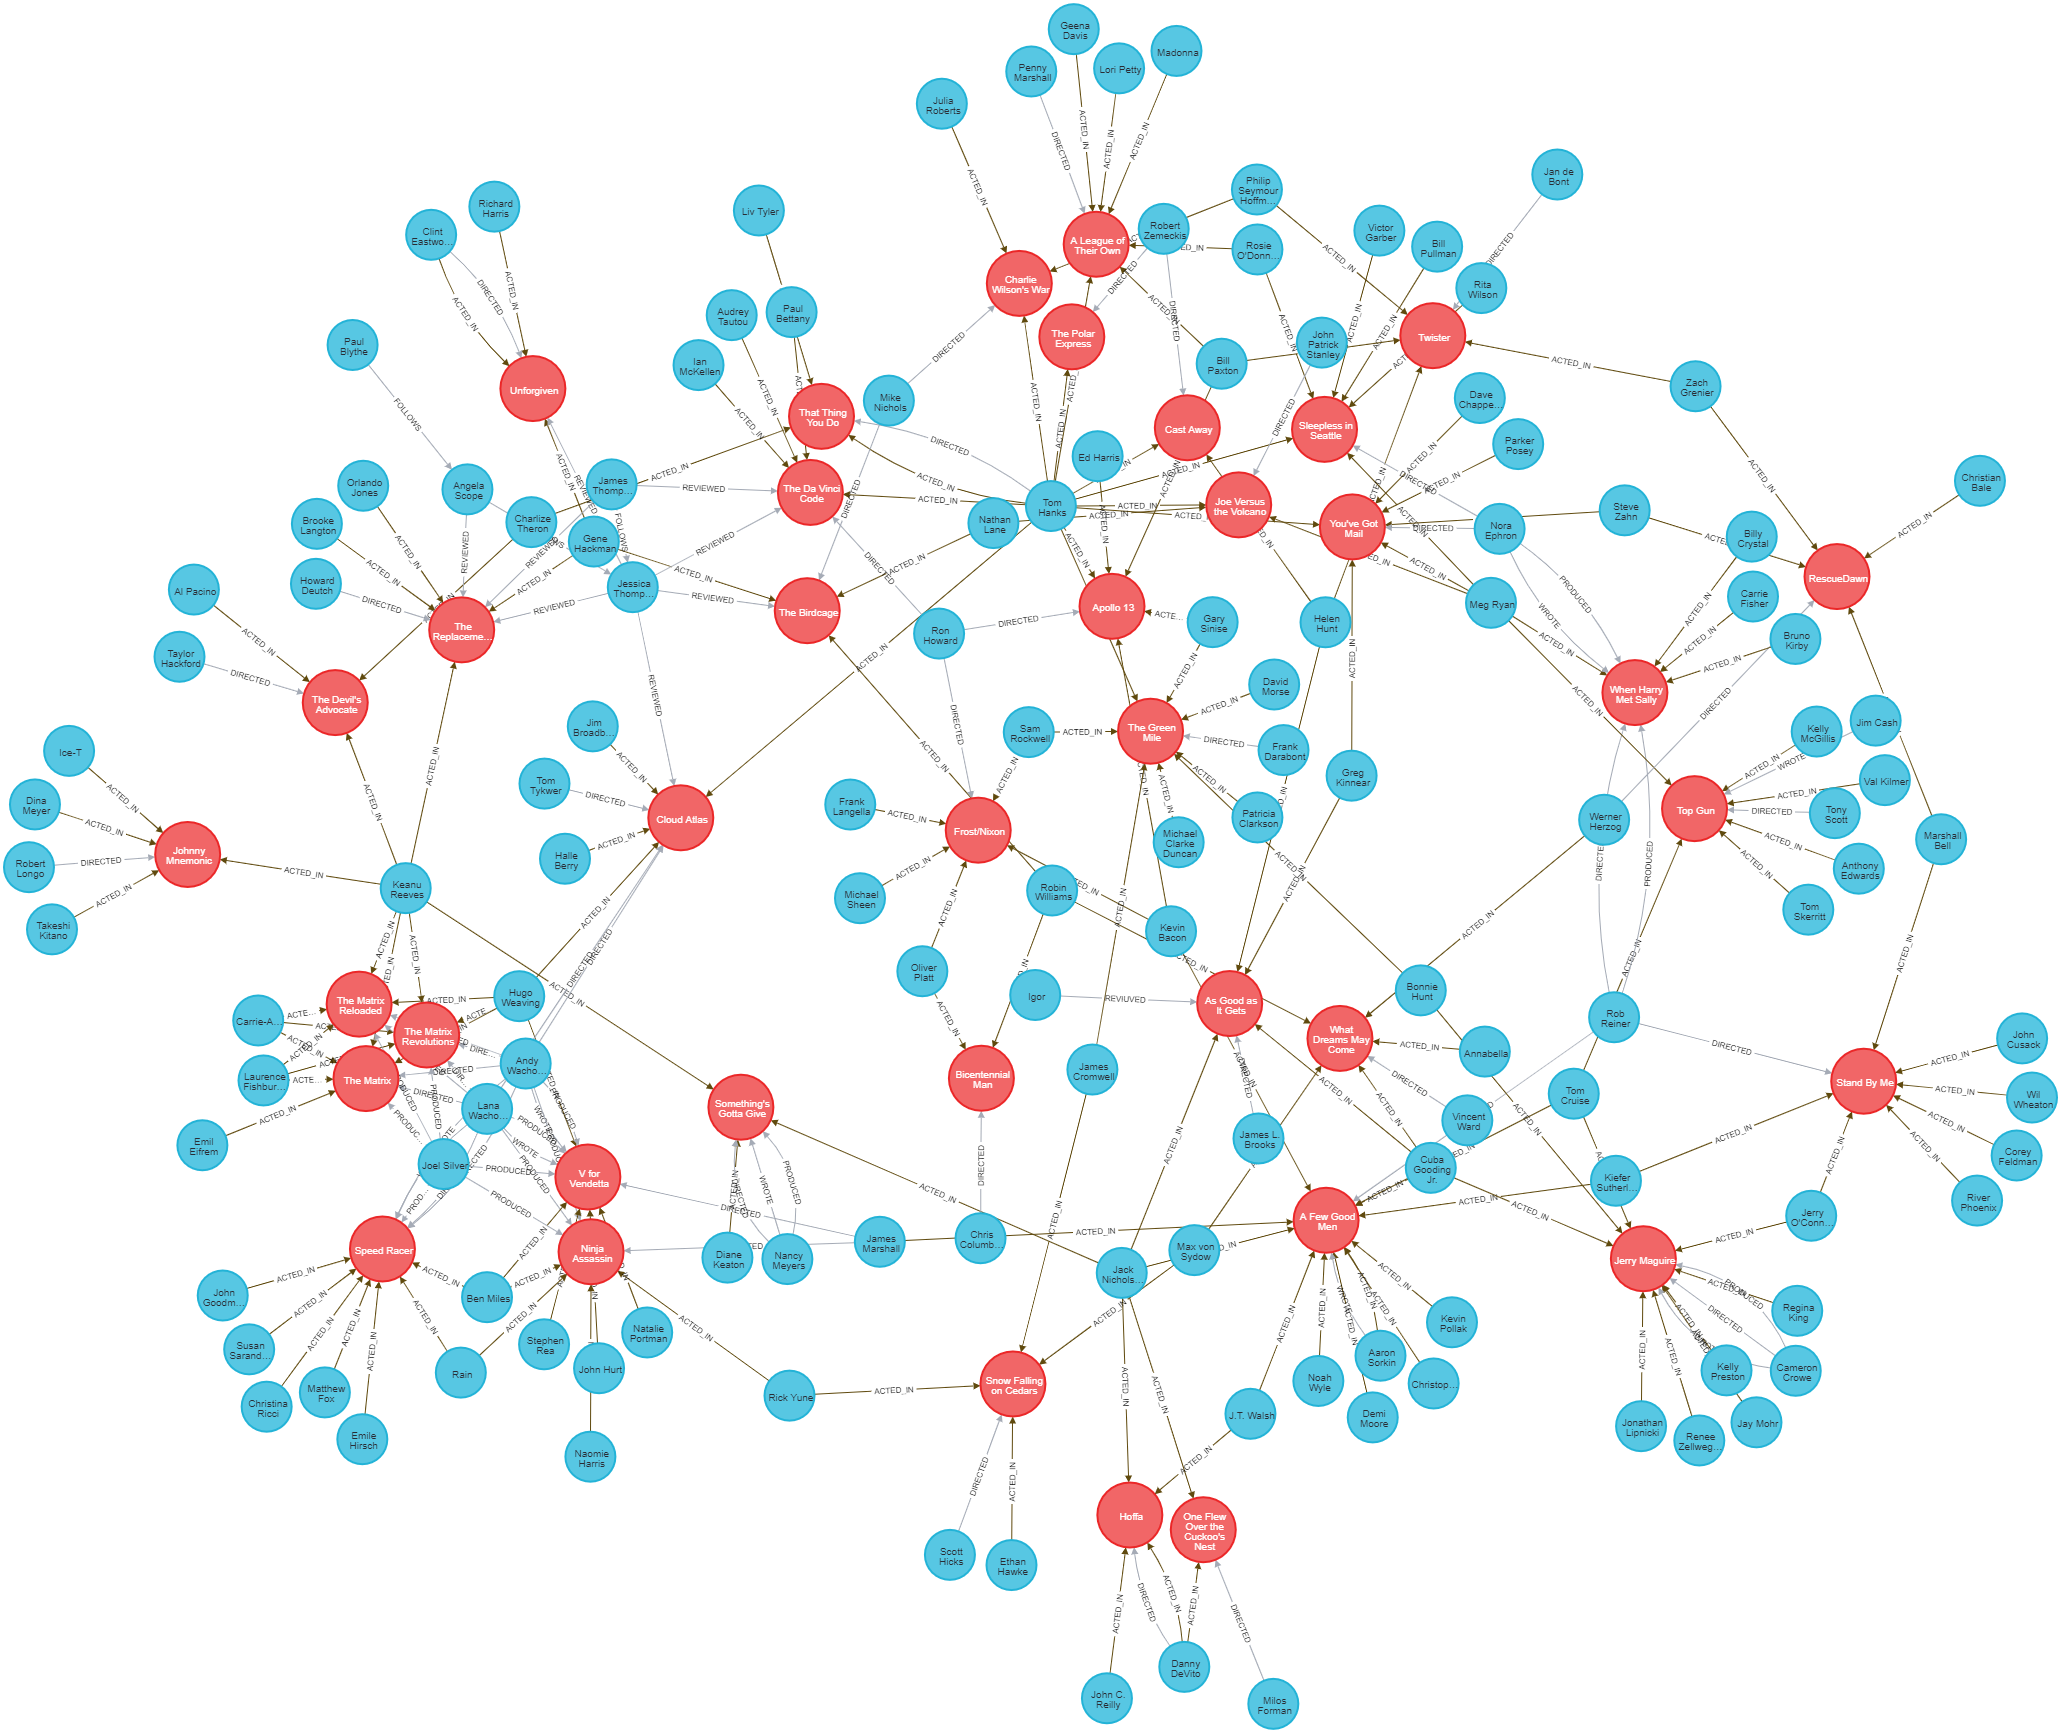 Geena
Davis
Madonna
Penny
Marshall
Lori Petty
Julia
Roberts
Jan de
Bont
Philip
Seymour
Hoffm...
Richard
Harris
Liv Tyler
Clint
Eastwo...
Robert
Zemeckis
Victor
Garber
Bill
Pullman
A League of
Their Own
Rosie
O'Donn...
Charlie
Wilson's War
Rita
Wilson
Audrey
Tautou
Paul
Bettany
The Polar
Express
Twister
John
Patrick
Stanley
Paul
Blythe
Ian
McKellen
Bill
Paxton
Zach
Grenier
Unforgiven
Mike
Nichols
Dave
Chappe...
That Thing
You Do
Cast Away
Sleepless in
Seattle
Parker
Posey
Ed Harris
Christian
Bale
Orlando
Jones
Angela
Scope
James
Thomp...
The Da Vinci
Code
Tom
Hanks
Joe Versus
the Volcano
Steve
Zahn
Brooke
Langton
Charlize
Theron
Nathan
Lane
You've Got
Mail
Nora
Ephron
Billy
Crystal
Gene
Hackman
RescueDawn
Howard
Deutch
Jessica
Thomp...
Al Pacino
The Birdcage
Apollo 13
Meg Ryan
Carrie
Fisher
The
Replaceme...
Ron
Howard
Gary
Sinise
Helen
Hunt
Bruno
Kirby
Taylor
Hackford
David
Morse
When Harry
Met Sally
The Devil's
Advocate
Jim
Broadb...
Sam
Rockwell
The Green
Mile
Frank
Darabont
Kelly
McGillis
Jim Cash
Ice-T
Tom
Tykwer
Greg
Kinnear
Val Kilmer
Dina
Meyer
Cloud Atlas
Frank
Langella
Frost/Nixon
Patricia
Clarkson
Werner
Herzog
Top Gun
Tony
Scott
Johnny
Mnemonic
Halle
Berry
Michael
Clarke
Duncan
Marshall
Bell
Robert
Longo
Keanu
Reeves
Michael
Sheen
Robin
Williams
Anthony
Edwards
Takeshi
Kitano
Kevin
Bacon
Tom
Skerritt
Oliver
Platt
Hugo
Weaving
Igor
As Good as
It Gets
Bonnie
Hunt
The Matrix
Reloaded
Carrie-A...
The Matrix
Revolutions
What
Dreams May
Come
Rob
Reiner
Annabella
John
Cusack
Andy
Wacho...
Laurence
Fishbur...
The Matrix
Bicentennial
Man
James
Cromwell
Tom
Cruise
Stand By Me
Lana
Wacho...
Something's
Gotta Give
Vincent
Ward
Wil
Wheaton
Emil
Eifrem
James L.
Brooks
Joel Silver
V for
Vendetta
Cuba
Gooding
Jr.
Kiefer
Sutherl...
Corey
Feldman
River
Phoenix
A Few Good
Men
Jerry
O'Conn...
Speed Racer
Ninja
Assassin
Diane
Keaton
Nancy
Meyers
James
Marshall
Chris
Columb...
Max von
Sydow
Jack
Nichols...
Jerry Maguire
John
Goodm...
Ben Miles
Regina
King
Susan
Sarand...
Stephen
Rea
Natalie
Portman
Kevin
Pollak
Rain
John Hurt
Aaron
Sorkin
Kelly
Preston
Cameron
Crowe
Matthew
Fox
Christina
Ricci
Rick Yune
Snow Falling
on Cedars
Noah
Wyle
Christop...
Emile
Hirsch
J.T. Walsh
Demi
Moore
Jonathan
Lipnicki
Renee
Zellweg...
Jay Mohr
Naomie
Harris
Hoffa
One Flew
Over the
Cuckoo's
Nest
Scott
Hicks
Ethan
Hawke
Danny
DeVito
John C.
Reilly
Milos
Forman
ACTED_IN
DIRECTED
PRODUCED
WROTE
REVIEWED
FOLLOWS
REVIUVED